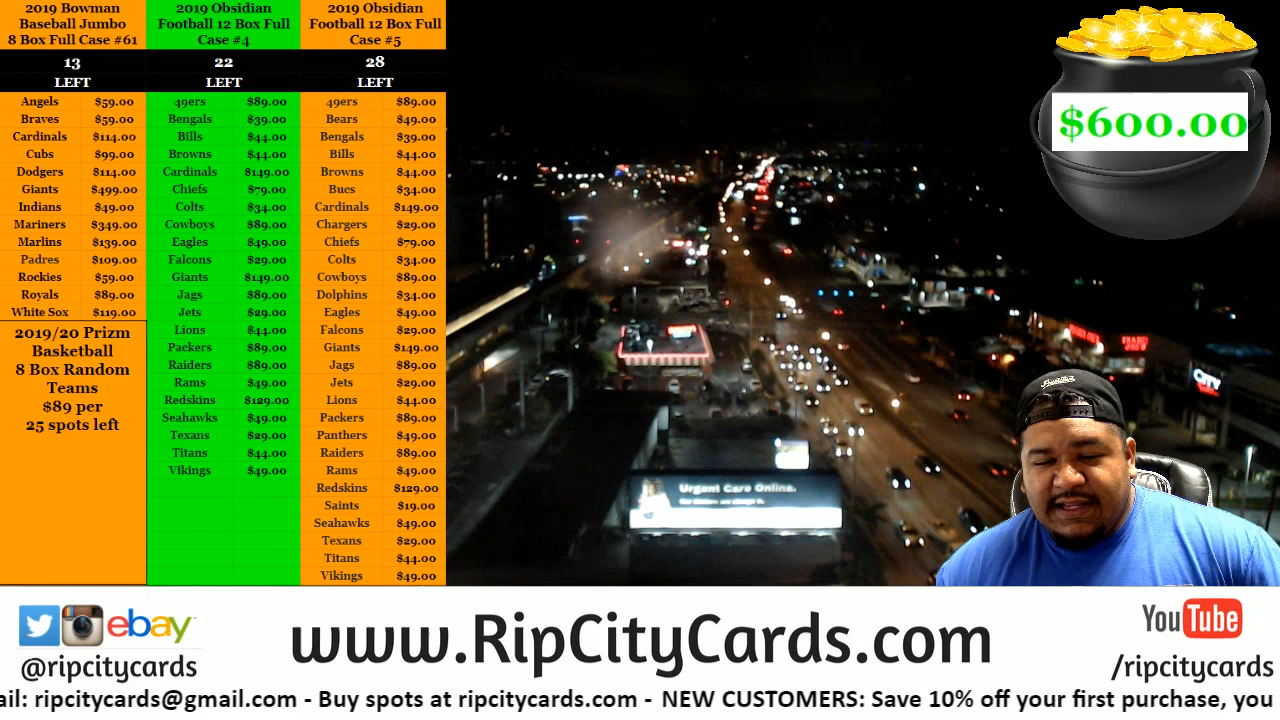 2019 Bowman
Baseball Jumbo
8 Box Full Case #61
13
LEFT
Angels $59.00
Braves $59.00
Cardinals $114.00
Cubs $99.00
Dodgers $114.00
Giants $499.00
Indians $49.00
Mariners $349.00
Marlins $139.00
Padres $109.00
Rockies $59.00
Royals $89.00
White Sox $119.00
2019/20 Prizm
Basketball
8 Box Random
Teams
$89 per
25 spots left
2019 Obsidian
Football 12 Box Full
Case #4
22
LEFT
49ers $89.00
Bengals $39.00
Bills $44.00
Browns $44.00
Cardinals $149.00
Chiefs $79.00
Colts $34.00
Cowboys $89.00
Eagles $49.00
Falcons $29.00
Giants $149.00
Jags $89.00
Jets $29.00
Lions $44.00
Packers $89.00
Raiders $89.00
Rams $49.00
Redskins $129.00
Seahawks $49.00
Texans $29.00
Titans $44.00
Vikings $49.00
2019 Obsidian
Football 12 Box Full
Case #5
28
LEFT
49ers $89.00
Bears $49.00
Bengals $39.00
Bills $44.00
Browns $44.00
Bucs $34.00
Cardinals $149.00
Chargers $29.00
Chiefs $79.00
Colts $34.00
Cowboys $89.00
Dolphins $34.00
Eagles $49.00
Falcons $29.00
Giants $149.00
Jags $89.00
Jets $29.00
Lions $44.00
Packers $89.00
Panthers $49.00
Raiders $89.00
Rams $49.00
Redskins $129.00
Saints $19.00
Seahawks $49.00
Texans $29.00
Titans $44.00
Vikings $49.00
$600.00
CITY
Urgent Care Online.
ebay
@ripcitycards
www.RipCityCards.com
YouTube
/ripcitycards
ail: ripcitycards@gmail.com - Buy spots at ripcitycards.com - NEW CUSTOMERS: Save 10% off your first purchase, you